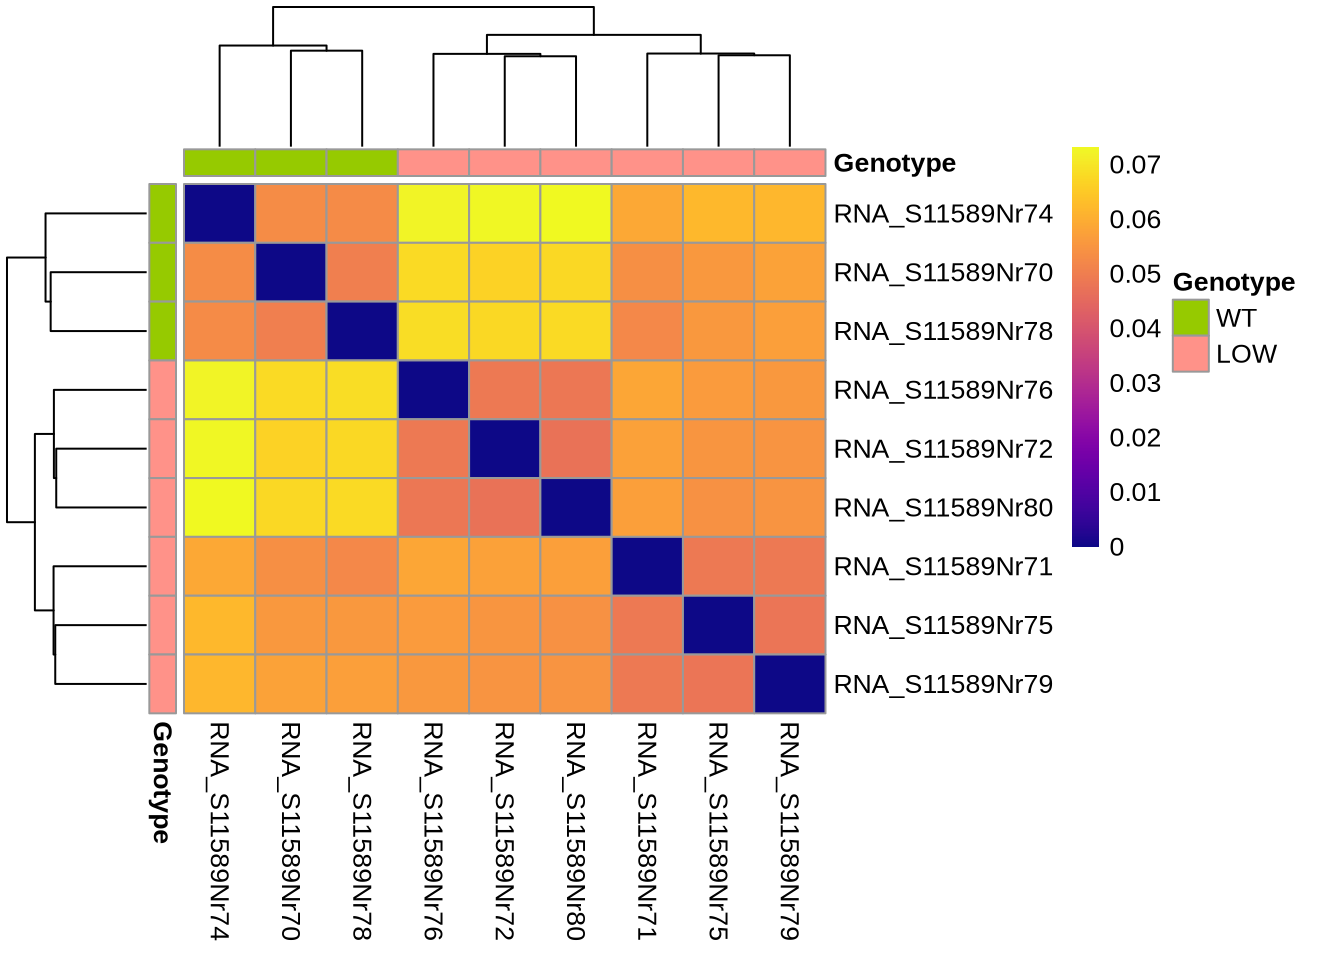 Genotype
RNA_S11589Nr74
RNA_S11589Nr70
RNA_S11589Nr78
RNA_S11589Nr76
RNA_S11589Nr72
RNA_S11589Nr80
RNA_S11589Nr71
RNA_S11589Nr75
RNA_S11589Nr79
0.07
0.06
0.05
0.04
0.03
0.02
0.01
0
Genotype
WT
LOW
Genotype
RNA_S11589Nr74
RNA_S11589Nr70
RNA_S11589Nr78
RNA_S11589Nr76
RNA_S11589Nr72
RNA_S11589Nr80
RNA_S11589Nr71
RNA_S11589Nr75
RNA_S11589Nr79